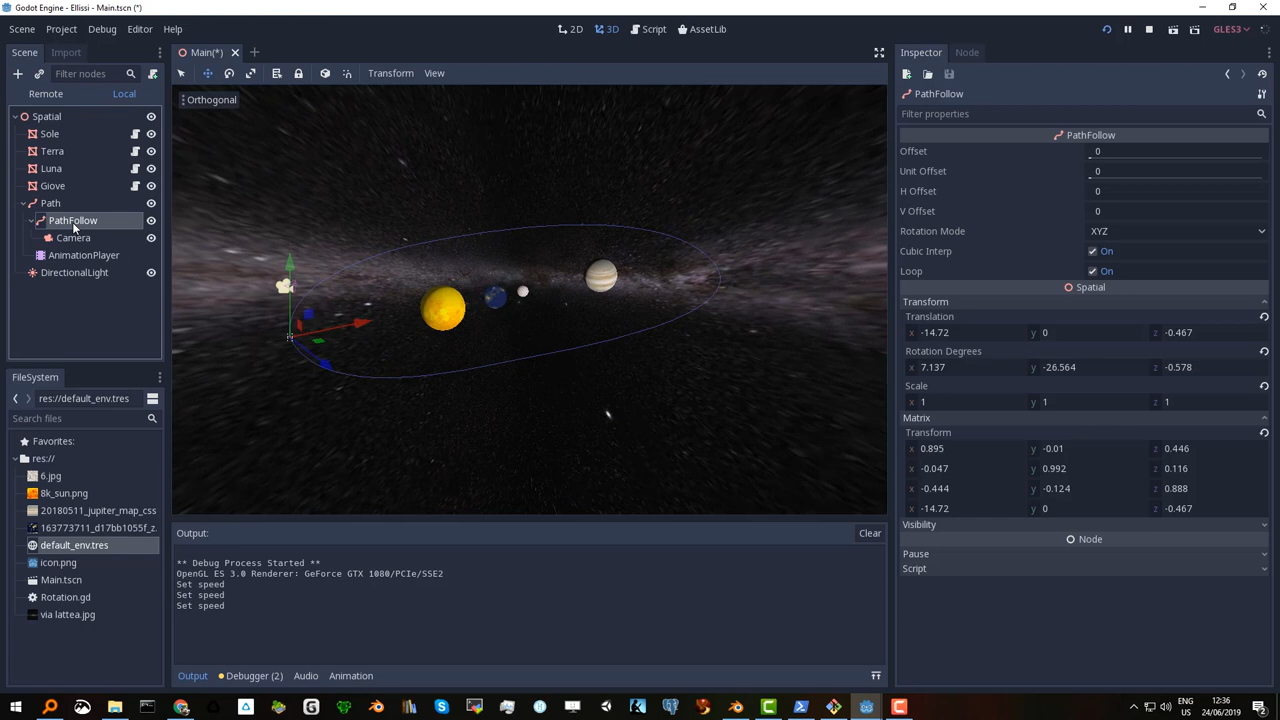 Godot Engine - Ellissi - Main.tscn (*)
Scene Project Debug Editor Help
2D 3D Script AssetLib
GLES3
Scene Import
Main(*)
Inspector Node
Filter nodes
Transform View
Remote Local
Orthogonal
PathFollow
Filter properties
Spatial
Sole
Terra
Luna
Giove
Path
PathFollow
Camera
AnimationPlayer
DirectionalLight
PathFollow
Offset 0
Unit Offset 0
H Offset 0
V Offset 0
Rotation Mode XYZ
Cubic Interp On
Loop On
Spatial
Transform
Translation
x -14.72 y 0 z -0.467
Rotation Degrees
x 7.137 y -26.564 z -0.578
Scale
x 1 y 1 z 1
Matrix
Transform
x 0.895 y -0.01 z 0.446
x -0.047 y 0.992 z 0.116
x -0.444 y -0.124 z 0.888
x -14.72 y 0 z -0.467
Visibility
Node
Pause
Script
FileSystem
res://default_env.tres
Search files
Favorites:
res://
6.jpg
8k_sun.png
20180511_jupiter_map_css
163773711_d17bb1055f_z.
default_env.tres
icon.png
Main.tscn
Rotation.gd
via lattea.jpg
Output: Clear
** Debug Process Started **
OpenGL ES 3.0 Renderer: GeForce GTX 1080/PCIe/SSE2
Set speed
Set speed
Set speed
Output Debugger (2) Audio Animation
ENG
US
12:36
24/06/2019